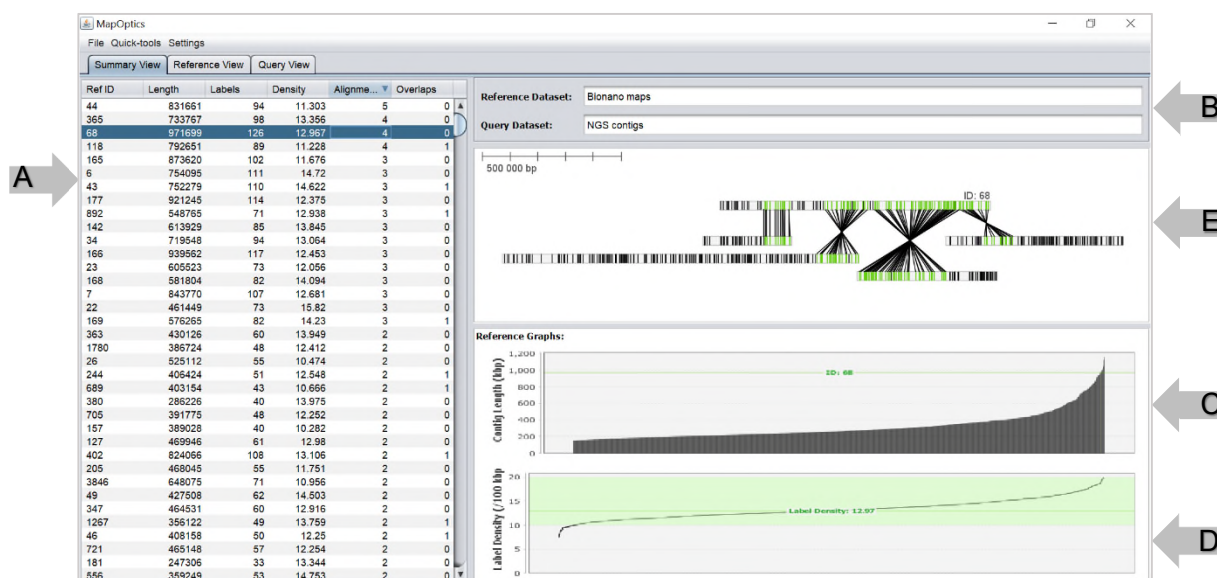 MapOptics
File Quick-tools Settings
Summary View Reference View Query View
Ref ID Length Labels Density Alignme... Overlaps
44 831661 94 11.303 5 0
365 733767 98 13.356 4 0
68 971699 126 12.967 4 0
118 792651 89 11.228 4 1
165 873620 102 11.676 3 0
6 754095 111 14.72 3 0
43 752279 110 14.622 3 1
177 921245 114 12.375 3 0
892 548765 71 12.938 3 1
142 613929 85 13.845 3 0
34 719548 94 13.064 3 0
166 939562 117 12.453 3 0
23 605523 73 12.056 3 0
168 581804 82 14.094 3 0
7 843770 107 12.681 3 0
22 461449 73 15.82 3 0
169 576265 82 14.23 3 1
363 430126 60 13.949 2 0
1780 386724 48 12.412 2 0
26 525112 55 10.474 2 0
244 406424 51 12.548 2 1
689 403154 43 10.666 2 1
380 286226 40 13.975 2 0
705 391775 48 12.252 2 0
157 389028 40 10.282 2 0
127 469946 61 12.98 2 0
402 824066 108 13.106 2 1
205 468045 55 11.751 2 0
3846 648075 71 10.956 2 0
49 427508 62 14.503 2 0
347 464531 60 12.916 2 0
1267 356122 49 13.759 2 1
46 408158 50 12.25 2 1
721 465148 57 12.254 2 0
181 247306 33 13.344 2 0
556 359249 53 14.753 2 0
Reference Dataset: Bionano maps
Query Dataset: NGS contigs
500 000 bp
ID: 68
Reference Graphs:
Contig Length (kbp)
1,200
1,000
800
600
400
200
0
ID: 68
Label Density (/100 kbp)
20
15
10
5
0
Label Density: 12.97
A
B
E
C
D